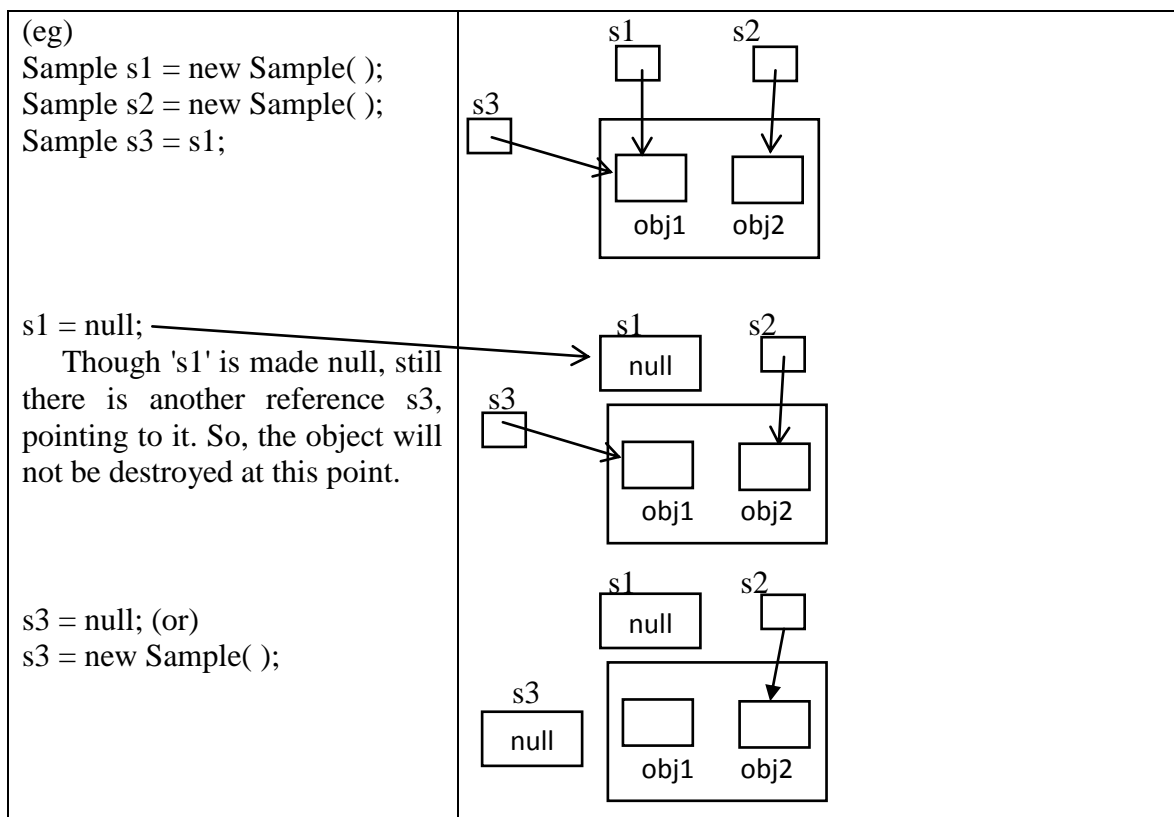 (eg)
Sample s1 = new Sample( );
Sample s2 = new Sample( );
Sample s3 = s1;
s1 s2
s3
obj1 obj2
s1 = null;
Though 's1' is made null, still
there is another reference s3,
pointing to it. So, the object will
not be destroyed at this point.
s1 s2
null
s3
obj1 obj2
s3 = null; (or)
s3 = new Sample( );
s1 s2
null
s3
null
obj1 obj2